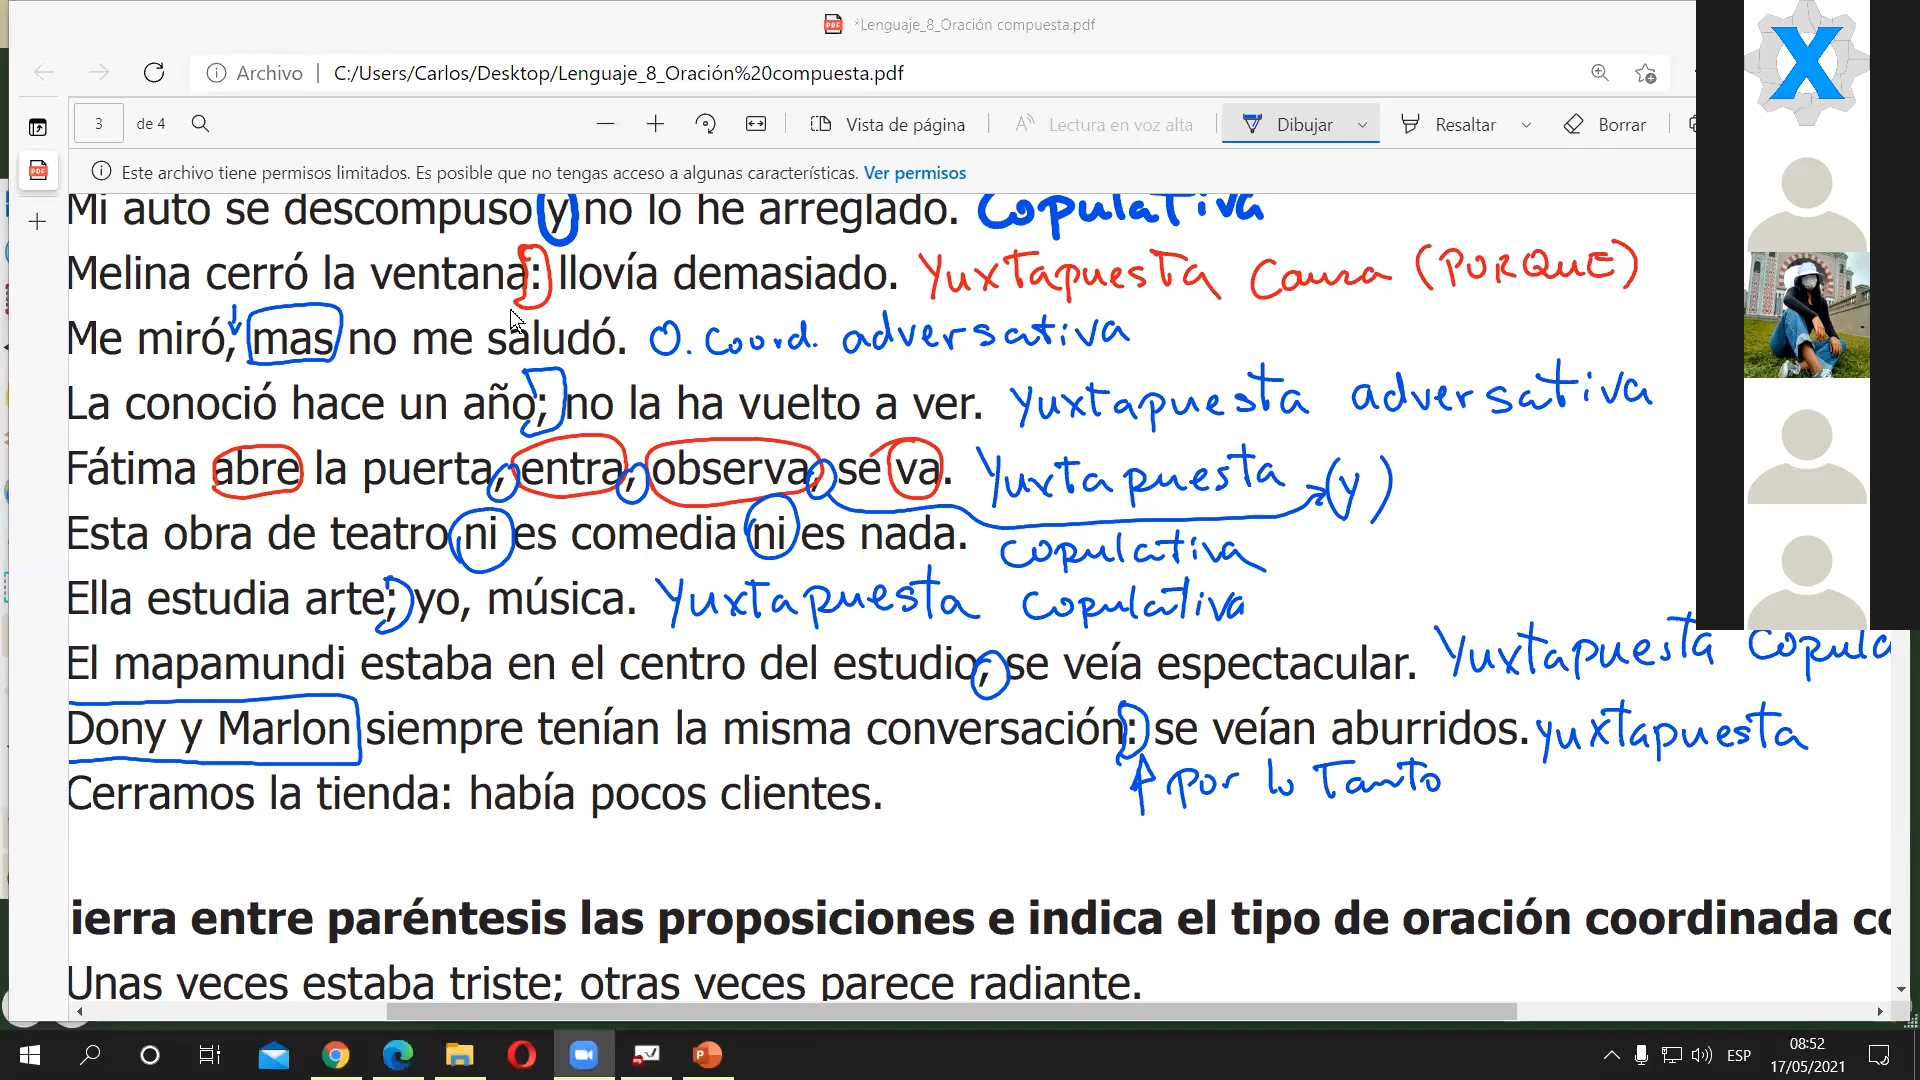 *Lenguaje_8_Oración compuesta.pdf
Archivo | C:/Users/Carlos/Desktop/Lenguaje_8_Oración%20compuesta.pdf
3 de 4 Vista de página Lectura en voz alta Dibujar Resaltar Borrar
Este archivo tiene permisos limitados. Es posible que no tengas acceso a algunas características. Ver permisos
Mi auto se descompuso y no lo he arreglado. Copulativa
Melina cerró la ventana: llovía demasiado. Yuxtapuesta Causa (PORQUE)
Me miró, mas no me saludó. O. Coord. adversativa
La conoció hace un año; no la ha vuelto a ver. Yuxtapuesta adversativa
Fátima abre la puerta, entra, observa, se va. Yuxtapuesta (y)
Esta obra de teatro ni es comedia ni es nada. copulativa
Ella estudia arte; yo, música. Yuxtapuesta copulativa
El mapamundi estaba en el centro del estudio; se veía espectacular. Yuxtapuesta copula
Dony y Marlon siempre tenían la misma conversación: se veían aburridos. yuxtapuesta
Cerramos la tienda: había pocos clientes. por lo Tanto
ierra entre paréntesis las proposiciones e indica el tipo de oración coordinada co
Unas veces estaba triste; otras veces parece radiante.
ESP
08:52
17/05/2021